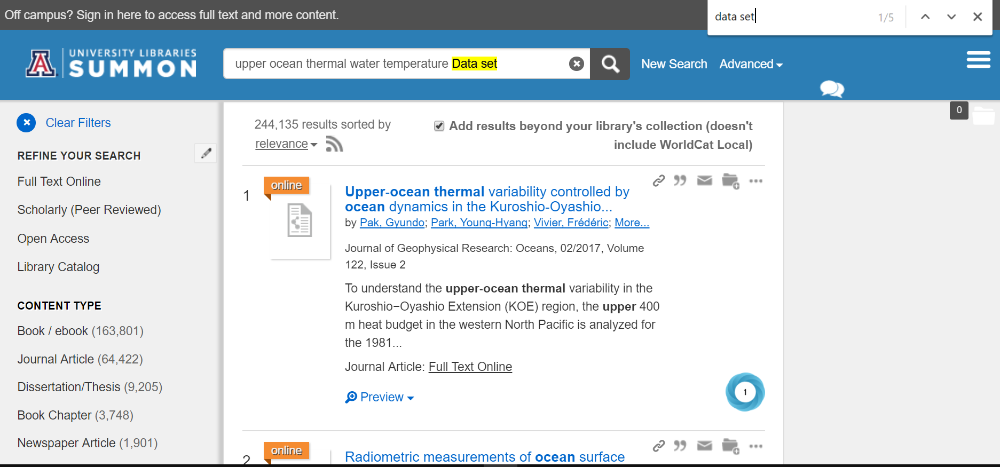 Off campus? Sign in here to access full text and more content.
data set
1/5
A
UNIVERSITY LIBRARIES
SUMMON
upper ocean thermal water temperature Data set
New Search
Advanced
0
Clear Filters
REFINE YOUR SEARCH
Full Text Online
Scholarly (Peer Reviewed)
Open Access
Library Catalog
CONTENT TYPE
Book / ebook (163,801)
Journal Article (64,422)
Dissertation/Thesis (9,205)
Book Chapter (3,748)
Newspaper Article (1,901)
244,135 results sorted by
relevance
Add results beyond your library's collection (doesn't
include WorldCat Local)
1
online
Upper-ocean thermal variability controlled by
ocean dynamics in the Kuroshio-Oyashio...
by Pak, Gyundo; Park, Young-Hyang; Vivier, Frédéric; More...
Journal of Geophysical Research: Oceans, 02/2017, Volume
122, Issue 2
To understand the upper-ocean thermal variability in the
Kuroshio−Oyashio Extension (KOE) region, the upper 400
m heat budget in the western North Pacific is analyzed for
the 1981...
Journal Article: Full Text Online
Preview
1
2
online
Radiometric measurements of ocean surface